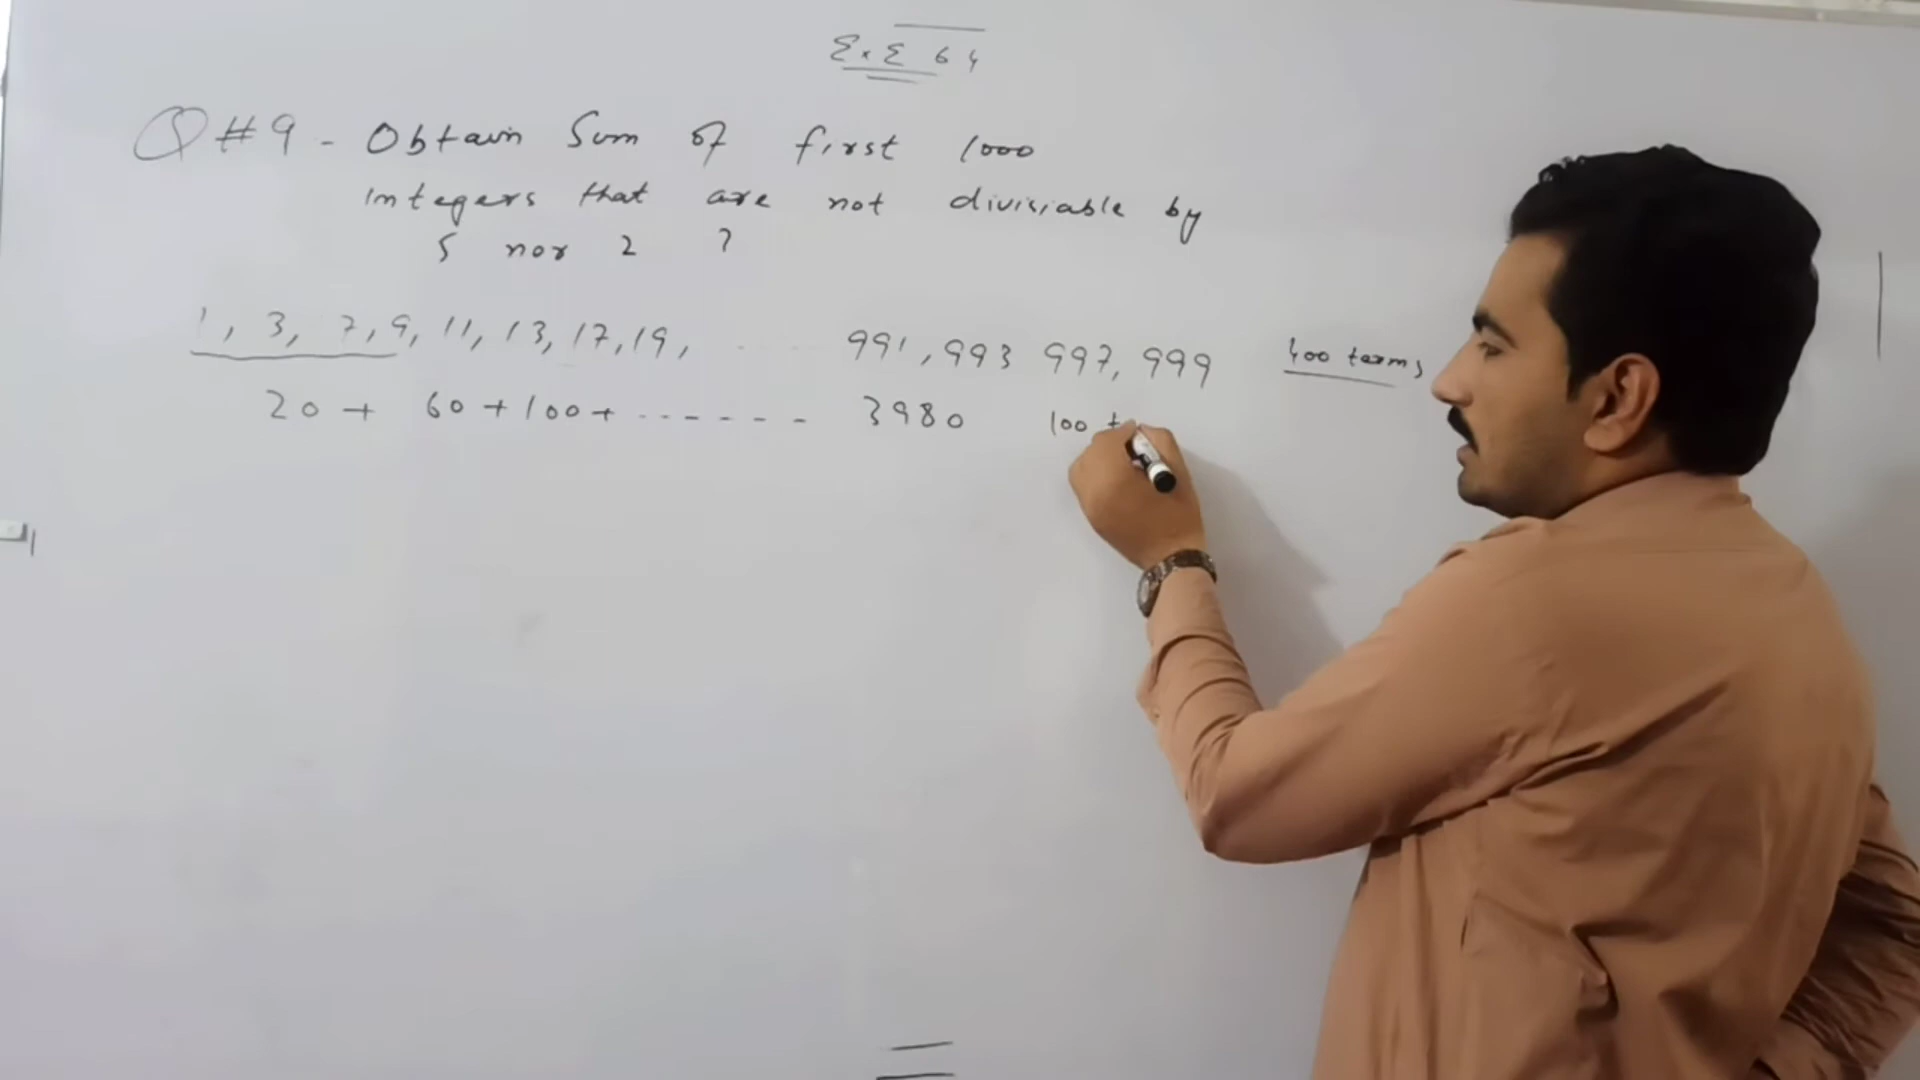 Ex E 64
Q #9 - Obtain Sum of first 1000
integers that are not divisiable by
5 nor 2 ?
1, 3, 7, 9, 11, 13, 17, 19, .... 991, 993 997, 999 400 terms
20 + 60 + 100 + ------- 3980 100 t